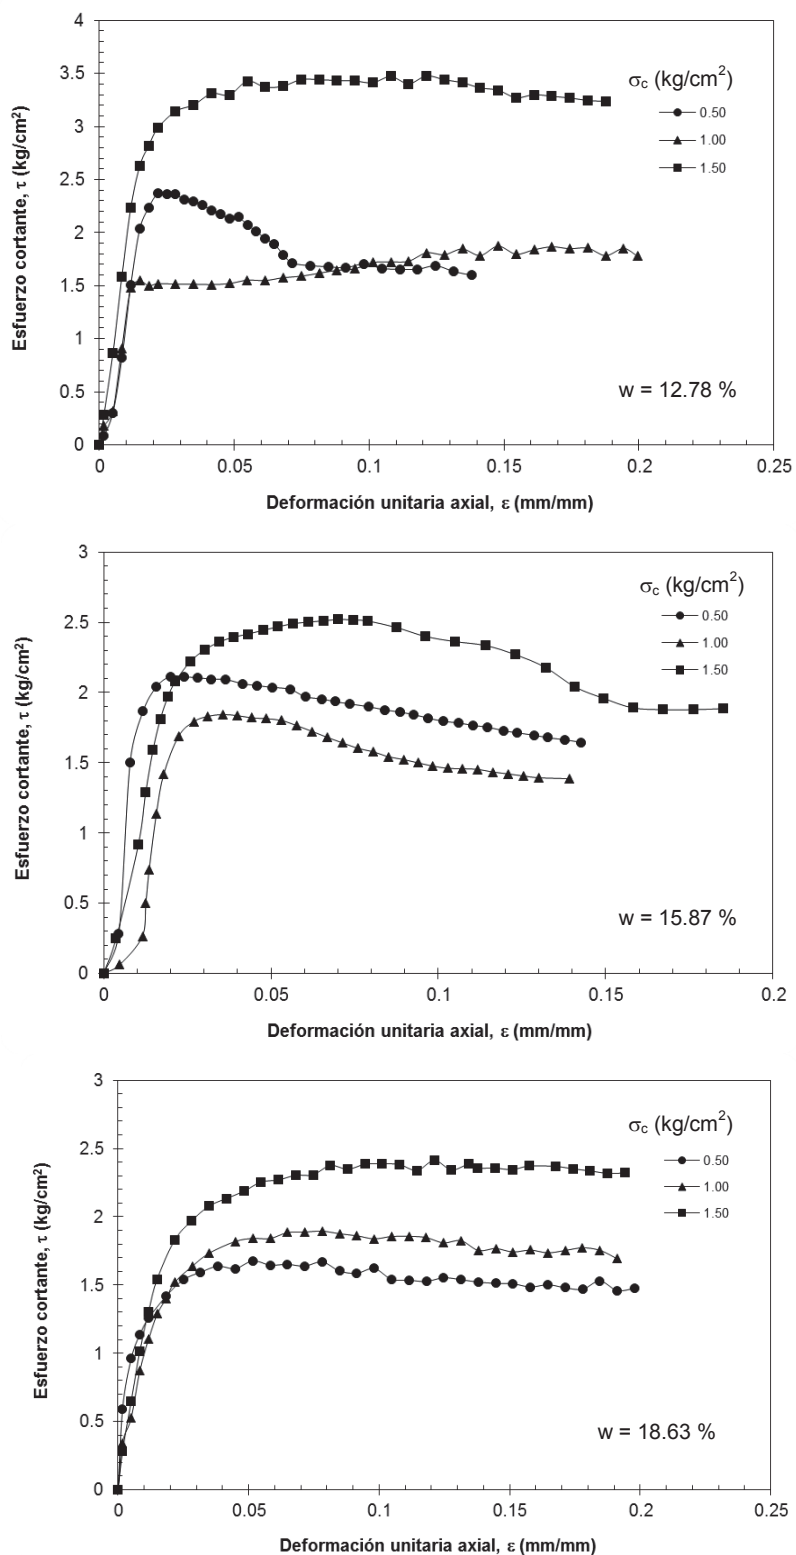 4
3.5
3
2.5
2
1.5
1
0.5
0
Esfuerzo cortante, τ (kg/cm²)
σc (kg/cm²)
0.50
1.00
1.50
w = 12.78 %
0 0.05 0.1 0.15 0.2 0.25
Deformación unitaria axial, ε (mm/mm)
3
2.5
2
1.5
1
0.5
0
Esfuerzo cortante, τ (kg/cm²)
σc (kg/cm²)
0.50
1.00
1.50
w = 15.87 %
0 0.05 0.1 0.15 0.2
Deformación unitaria axial, ε (mm/mm)
3
2.5
2
1.5
1
0.5
0
Esfuerzo cortante, τ (kg/cm²)
σc (kg/cm²)
0.50
1.00
1.50
w = 18.63 %
0 0.05 0.1 0.15 0.2 0.25
Deformación unitaria axial, ε (mm/mm)